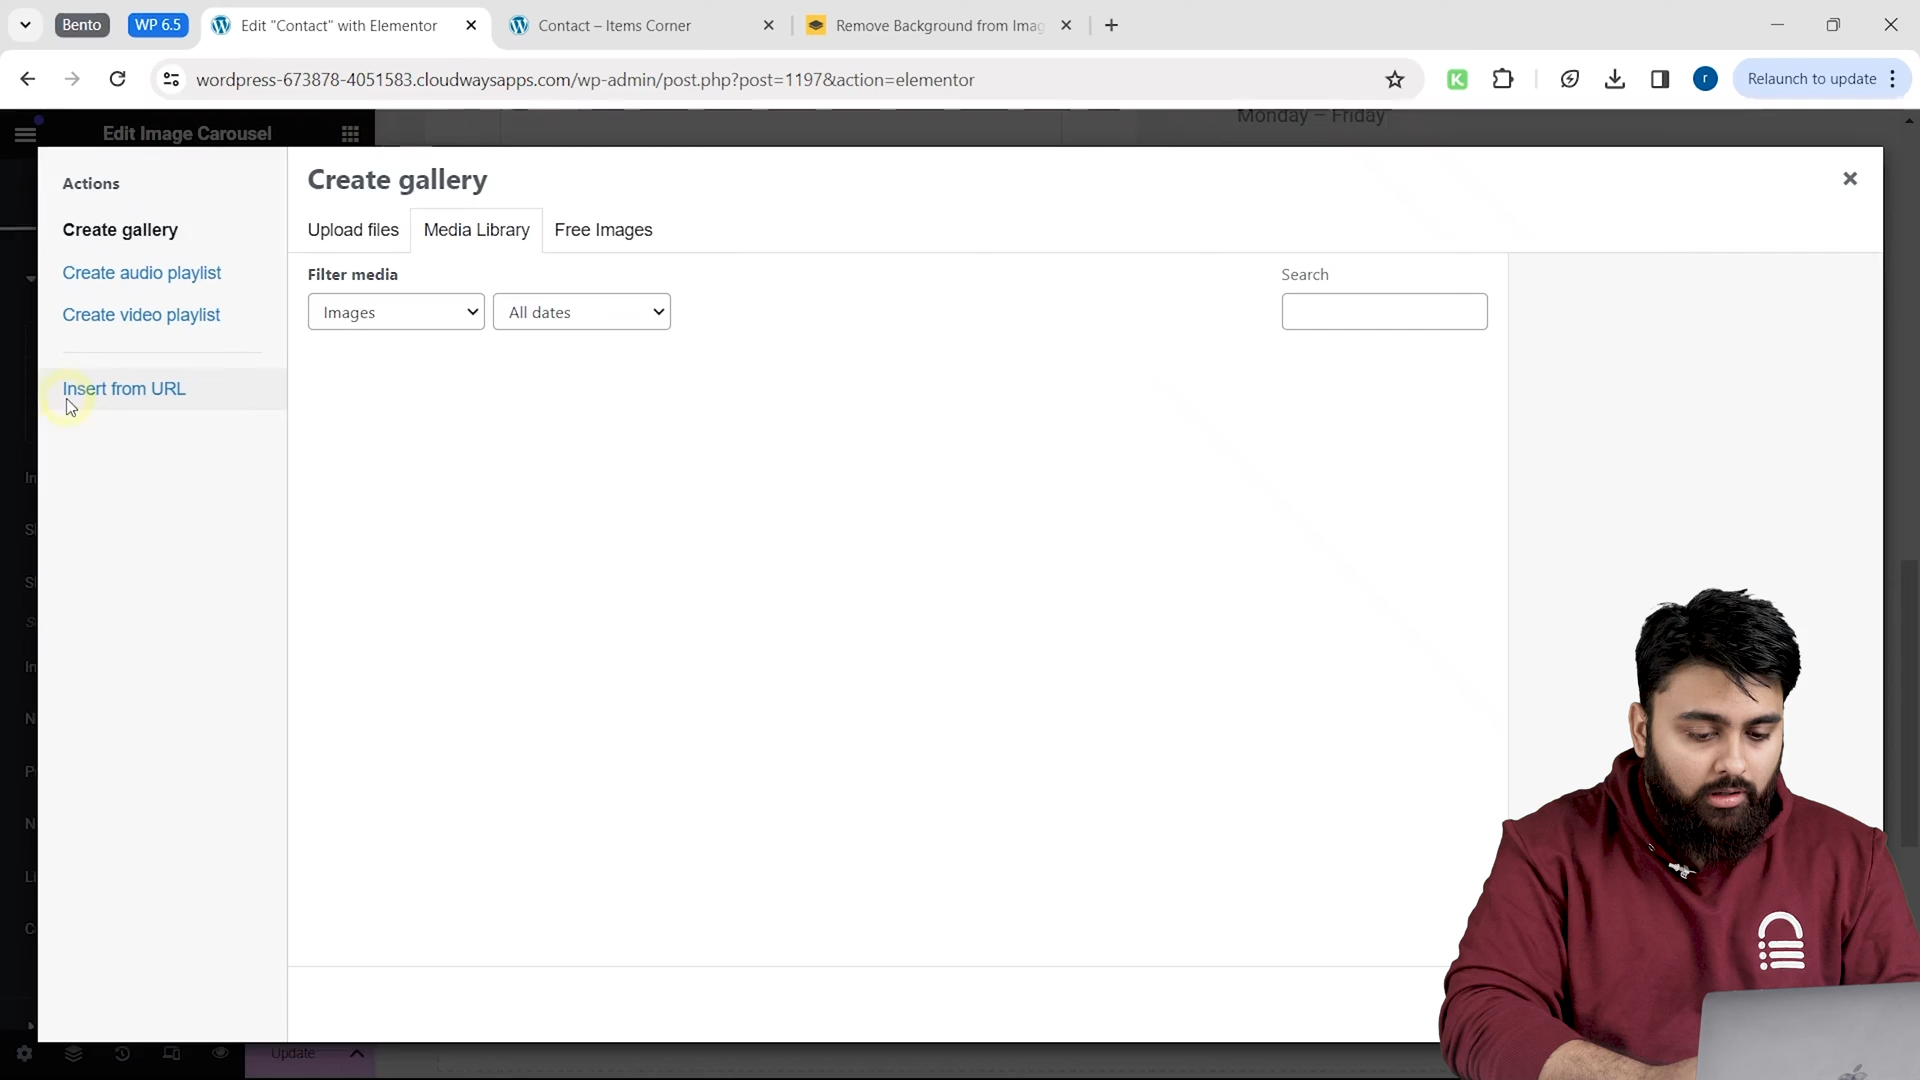 Bento
WP 6.5
Edit "Contact" with Elementor
Contact – Items Corner
Remove Background from Imag
wordpress-673878-4051583.cloudwaysapps.com/wp-admin/post.php?post=1197&action=elementor
K
r
Relaunch to update
Edit Image Carousel
Monday – Friday
Actions
Create gallery
Create audio playlist
Create video playlist
Insert from URL
Create gallery
Upload files
Media Library
Free Images
Filter media
Search
Images
All dates
Update